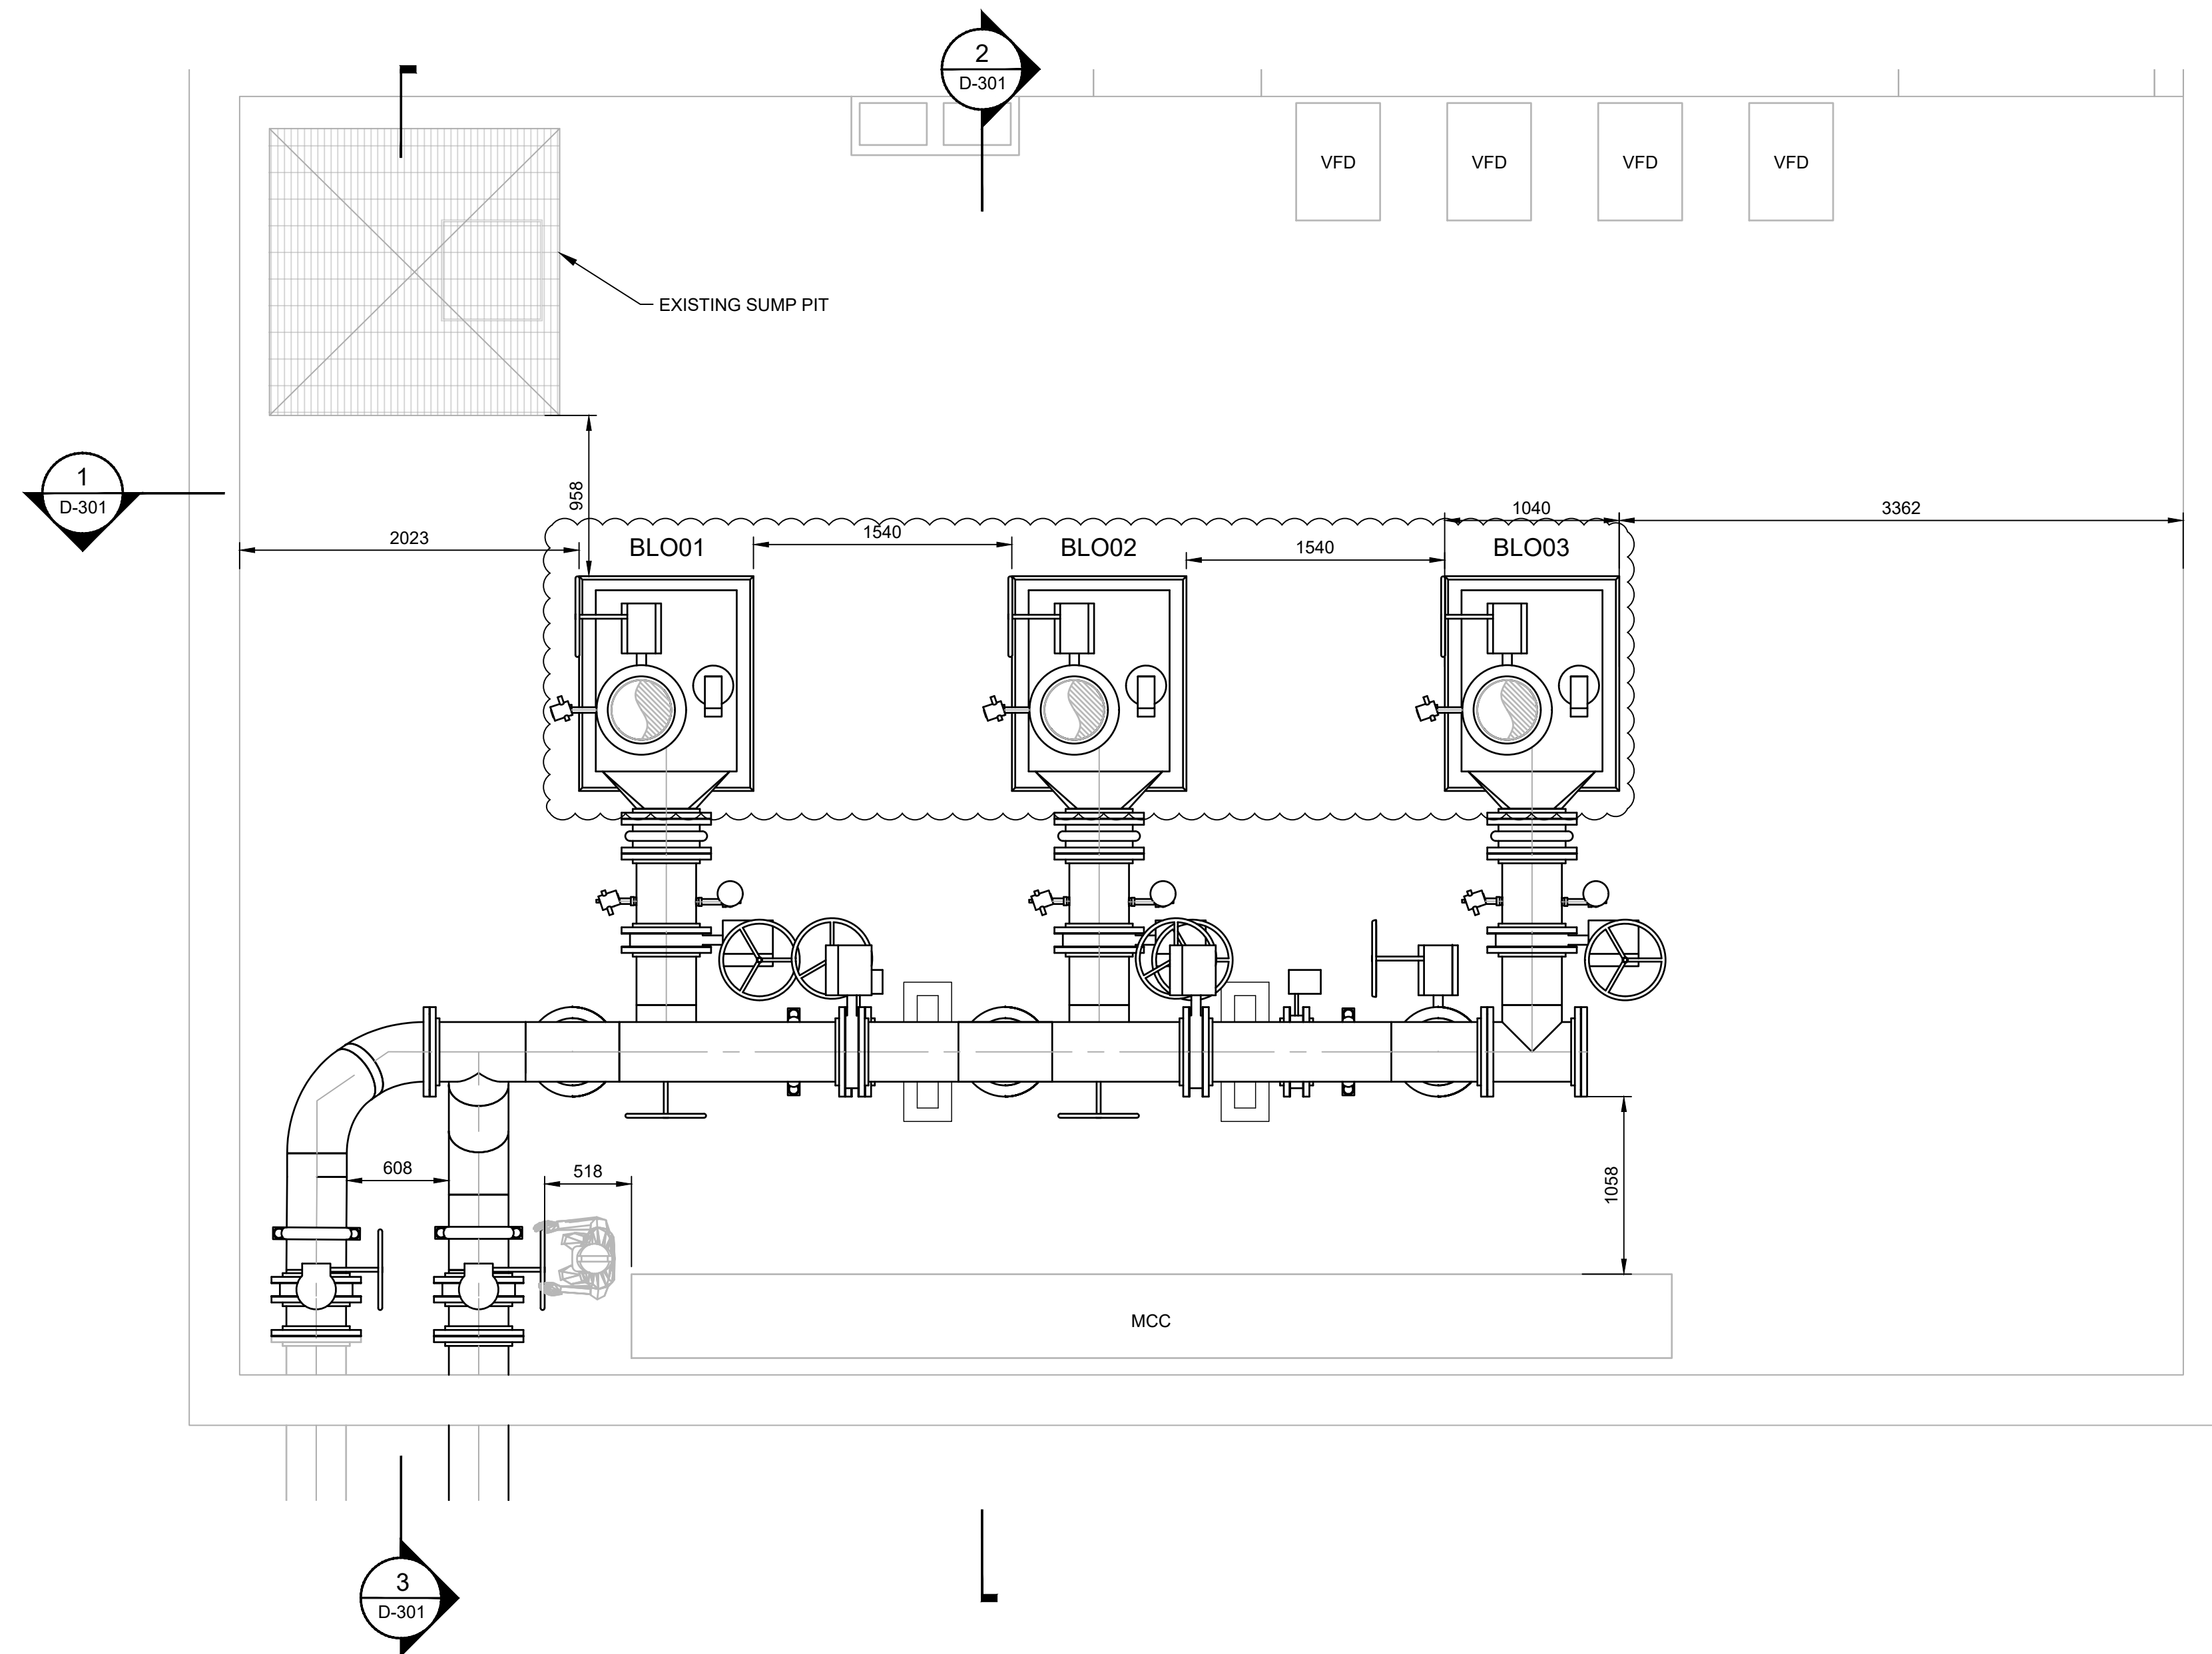 2
D-301
VFD
VFD
VFD
VFD
EXISTING SUMP PIT
1
D-301
958
2023
1540
1540
1040
3362
BLO01
BLO02
BLO03
608
518
1058
MCC
3
D-301